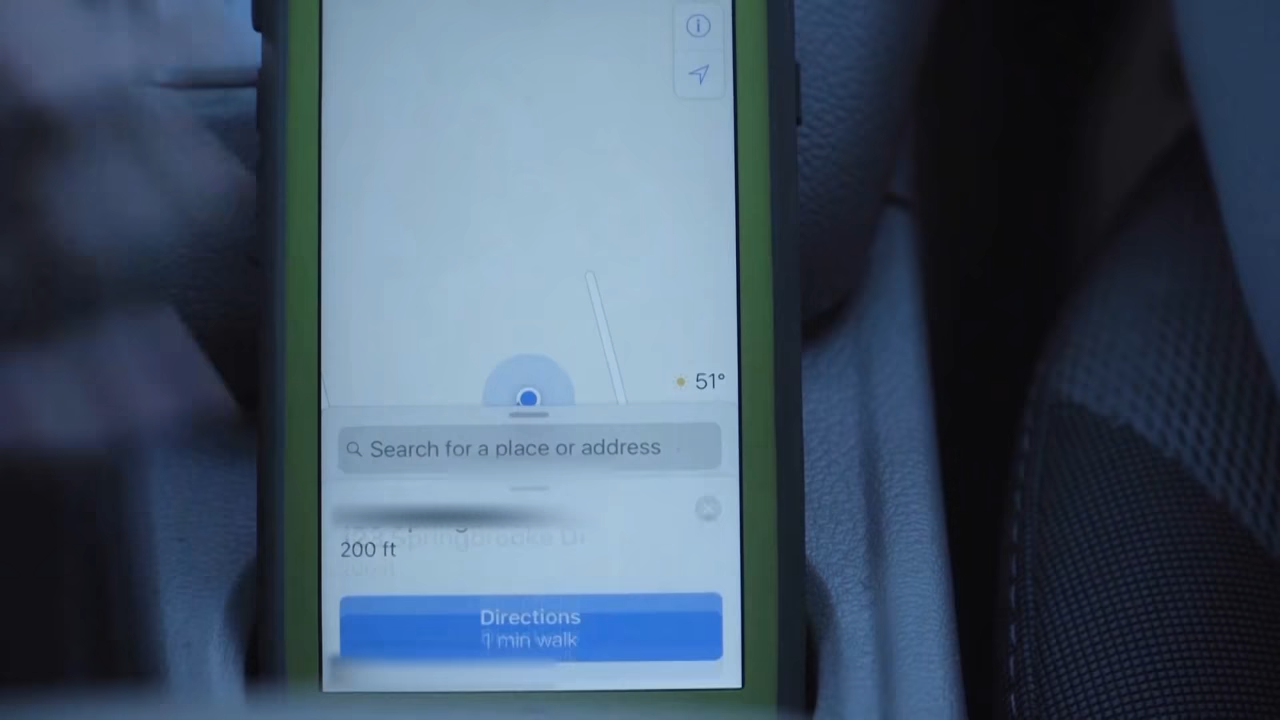 51°
Search for a place or address
200 ft
Directions
1 min walk